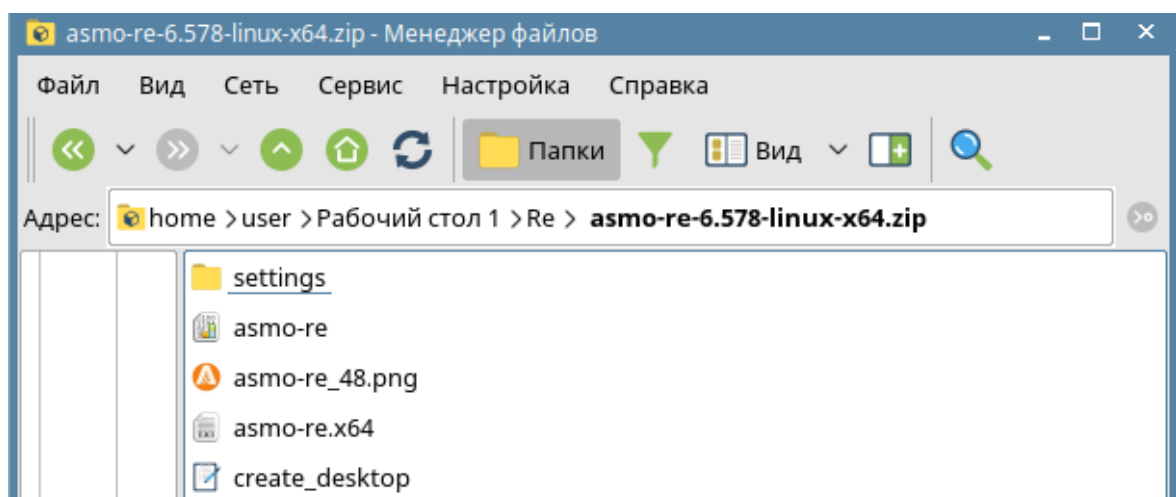 asmo-re-6.578-linux-x64.zip - Менеджер файлов
Файл Вид Сеть Сервис Настройка Справка
Папки Вид
Адрес: home > user > Рабочий стол 1 > Re > asmo-re-6.578-linux-x64.zip
settings
asmo-re
asmo-re_48.png
asmo-re.x64
create_desktop